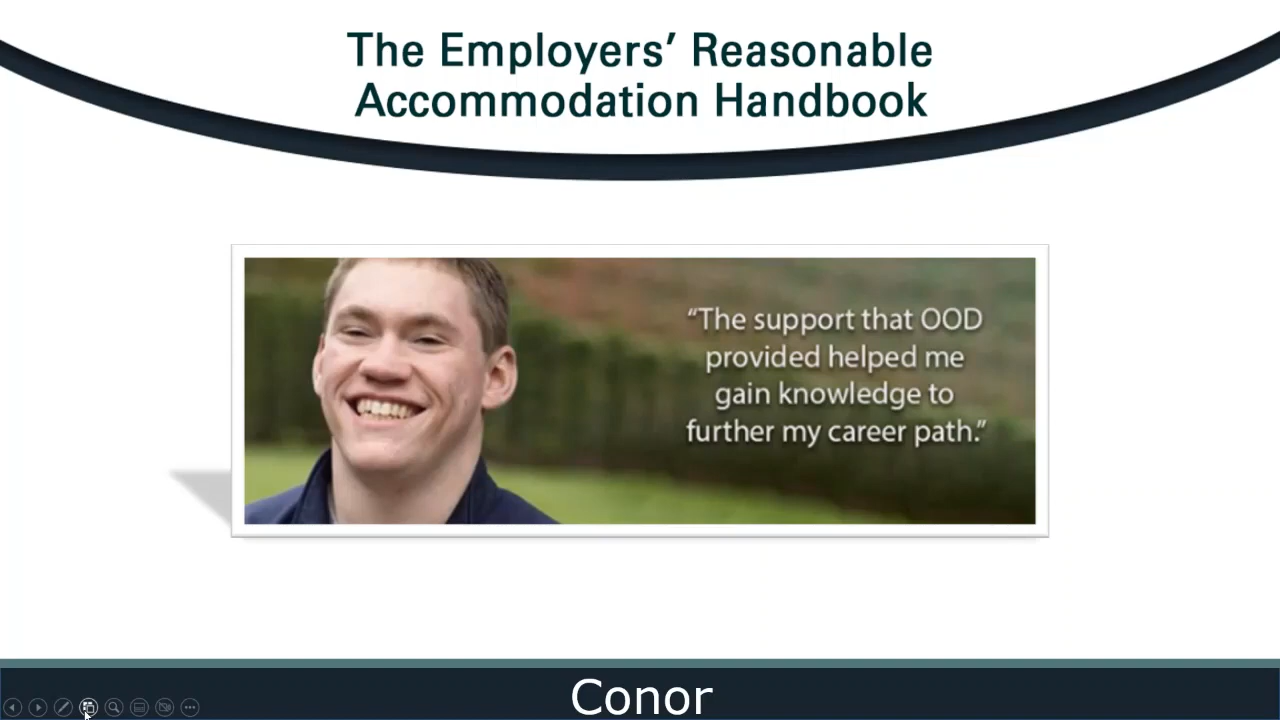 The Employers’ Reasonable
Accommodation Handbook
“The support that OOD
provided helped me
gain knowledge to
further my career path.”
Conor